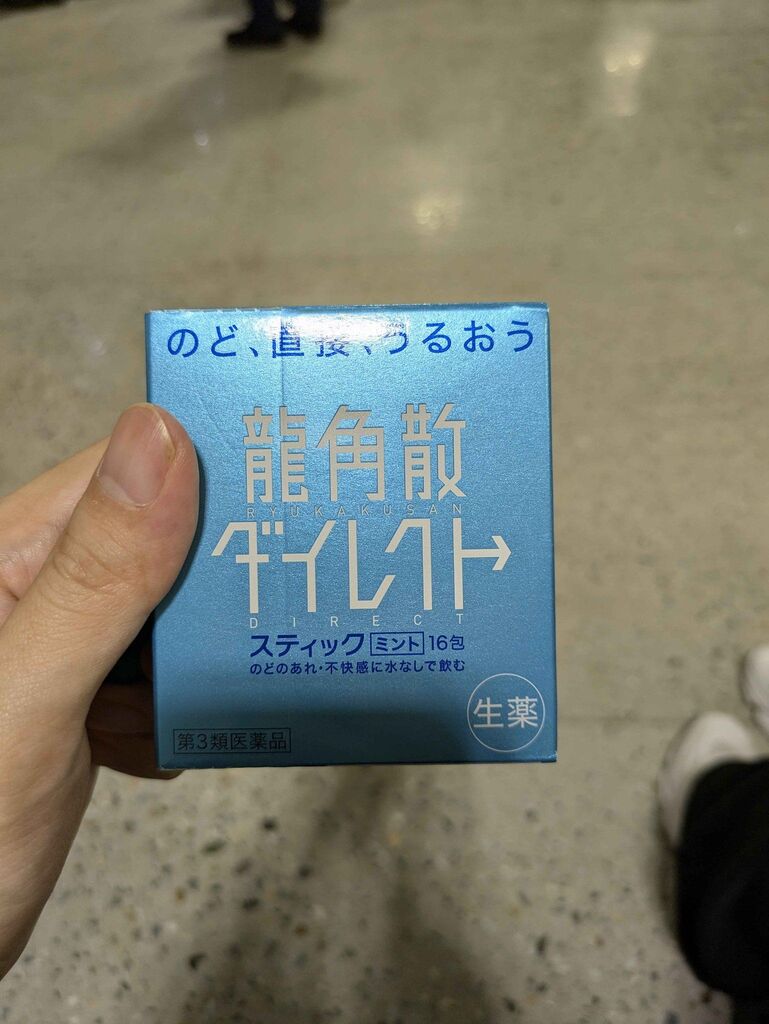 のど、直接、うるおう
龍角散
RYUKAKUSAN
ダイレクト
DIRECT
スティック ミント 16包
のどのあれ・不快感に水なしで飲む
生薬
第3類医薬品